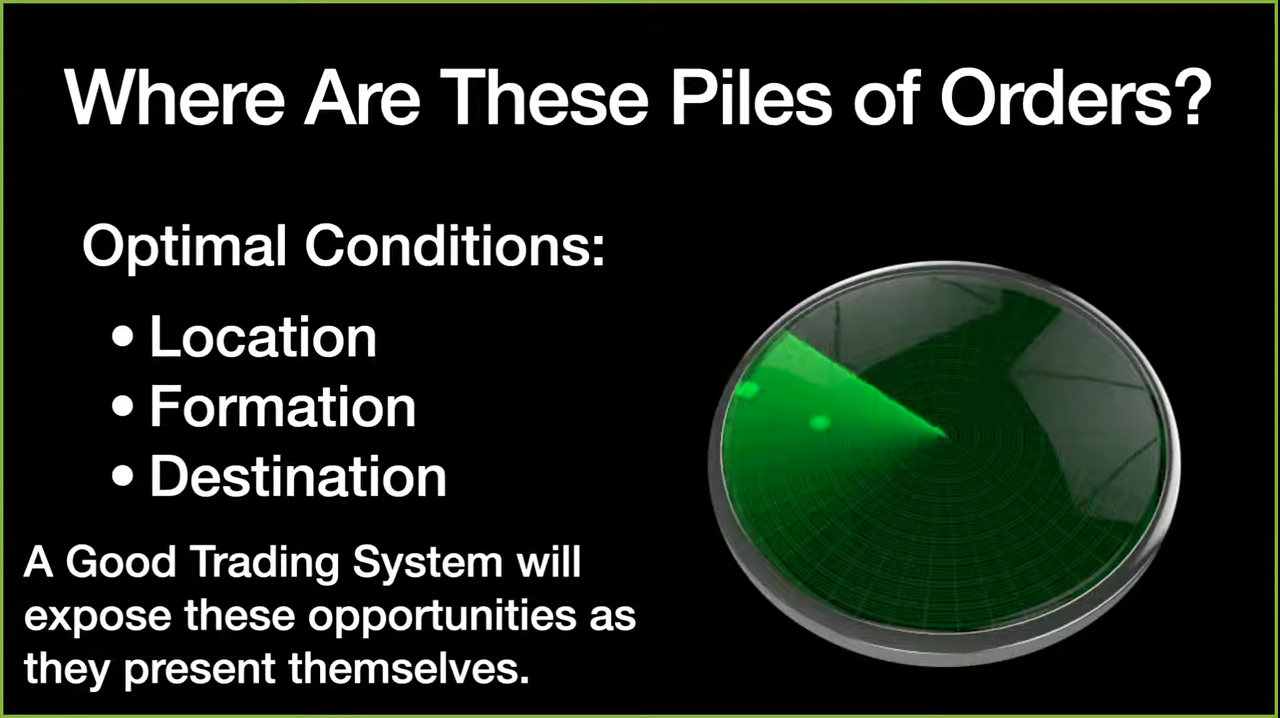 Where Are These Piles of Orders?
Optimal Conditions:
• Location
• Formation
• Destination
A Good Trading System will
expose these opportunities as
they present themselves.